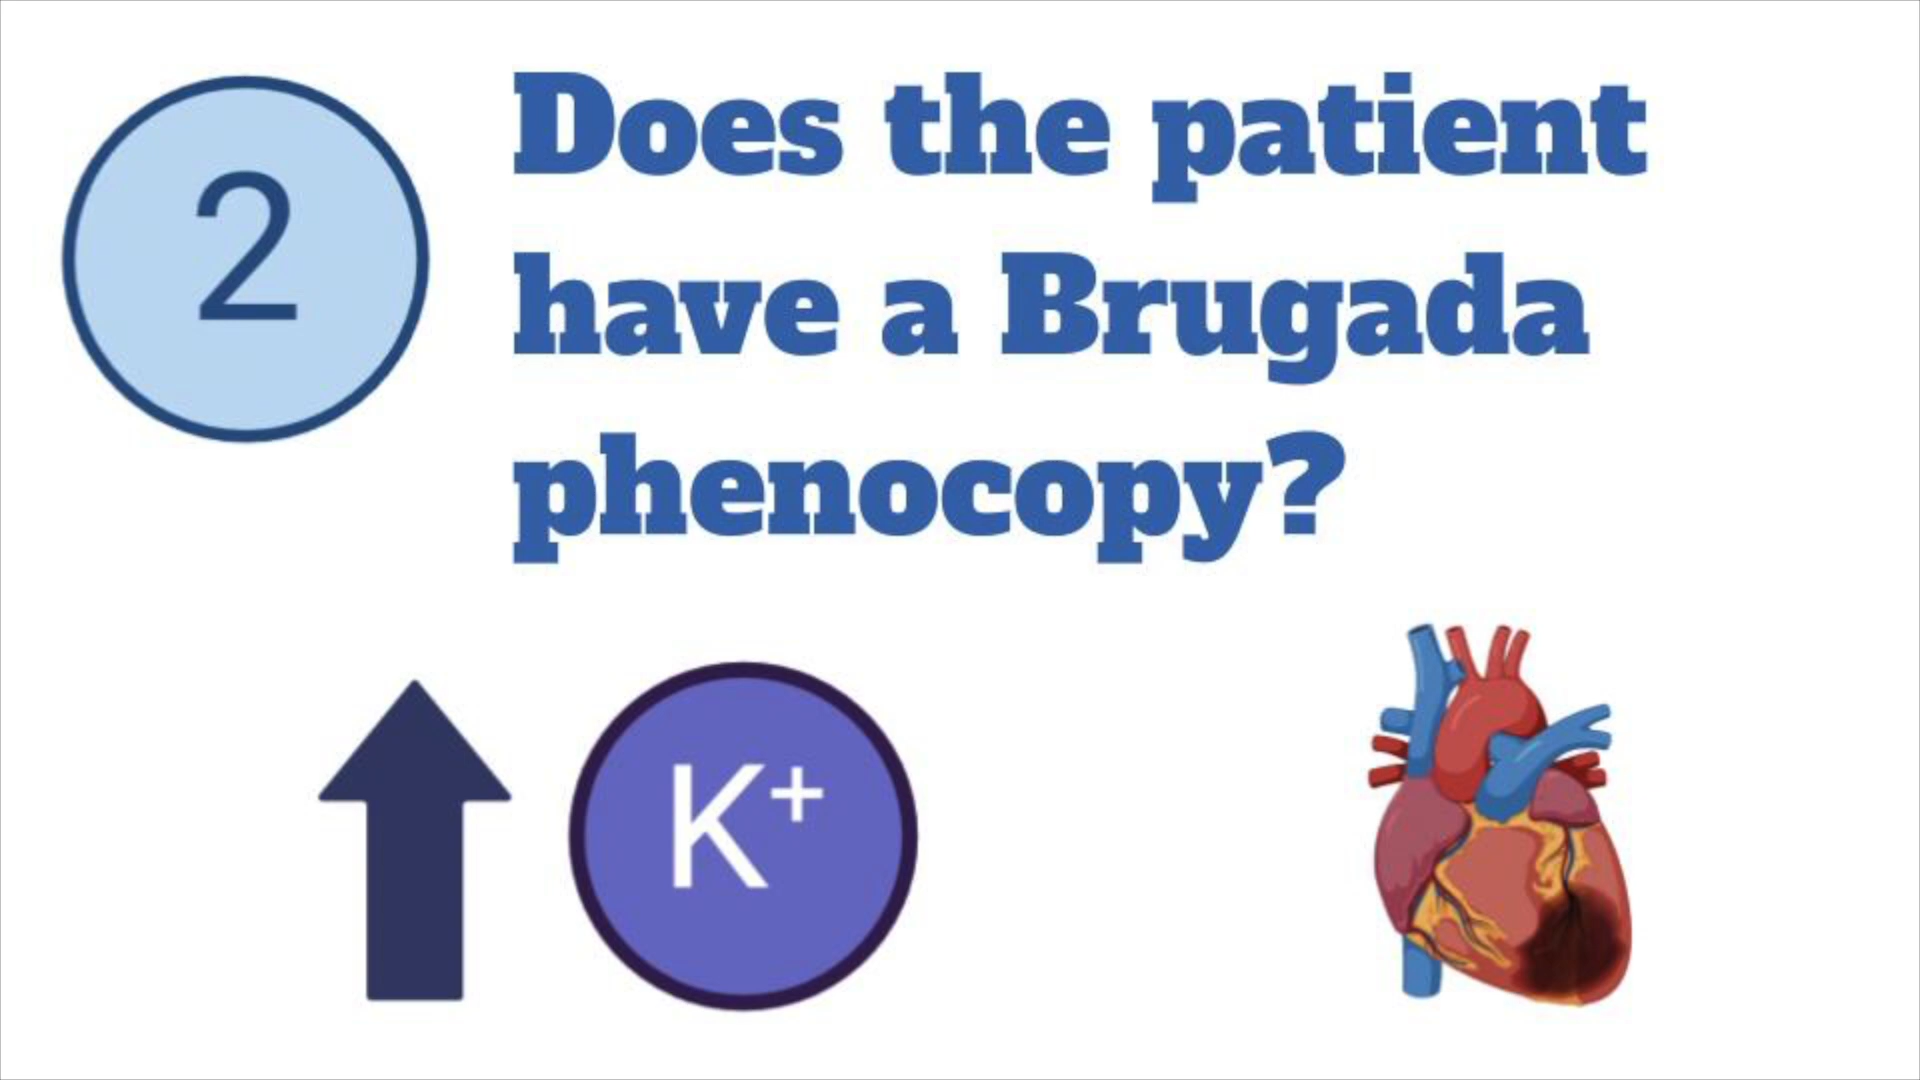 2
Does the patient
have a Brugada
phenocopy?
K+